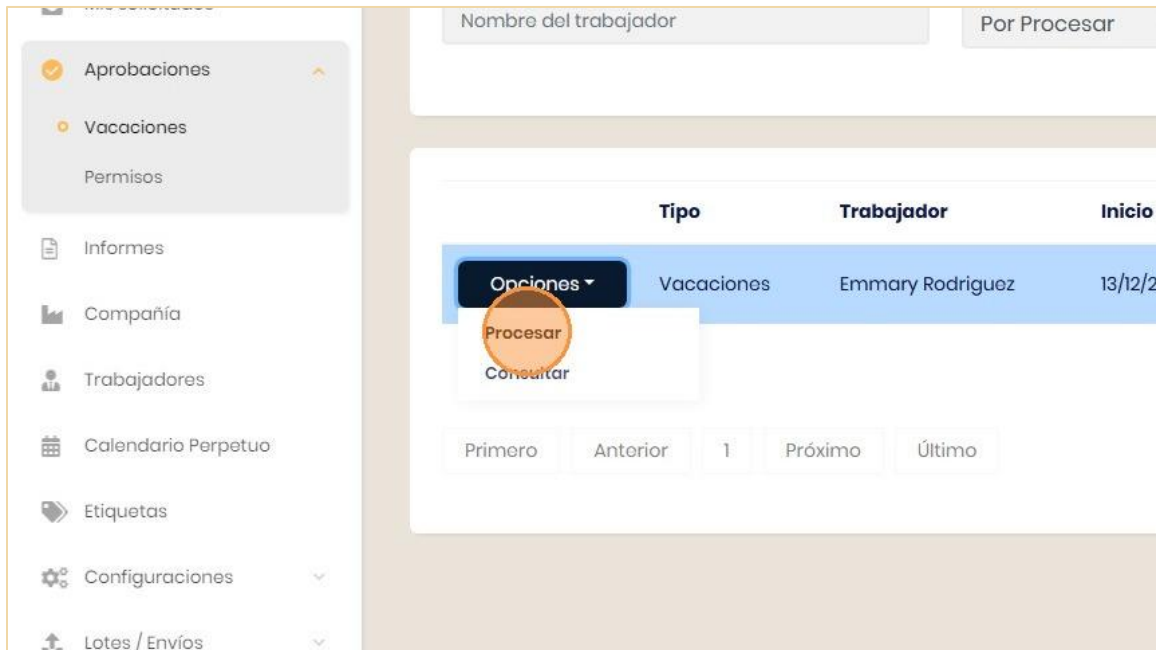 Nombre del trabajador
Por Procesar
Aprobaciones
Vacaciones
Permisos
Informes
Compañía
Trabajadores
Calendario Perpetuo
Etiquetas
Configuraciones
Lotes / Envíos
Tipo Trabajador Inicio
Opciones Vacaciones Emmary Rodriguez 13/12/2
Procesar
Consultar
Primero Anterior 1 Próximo Último